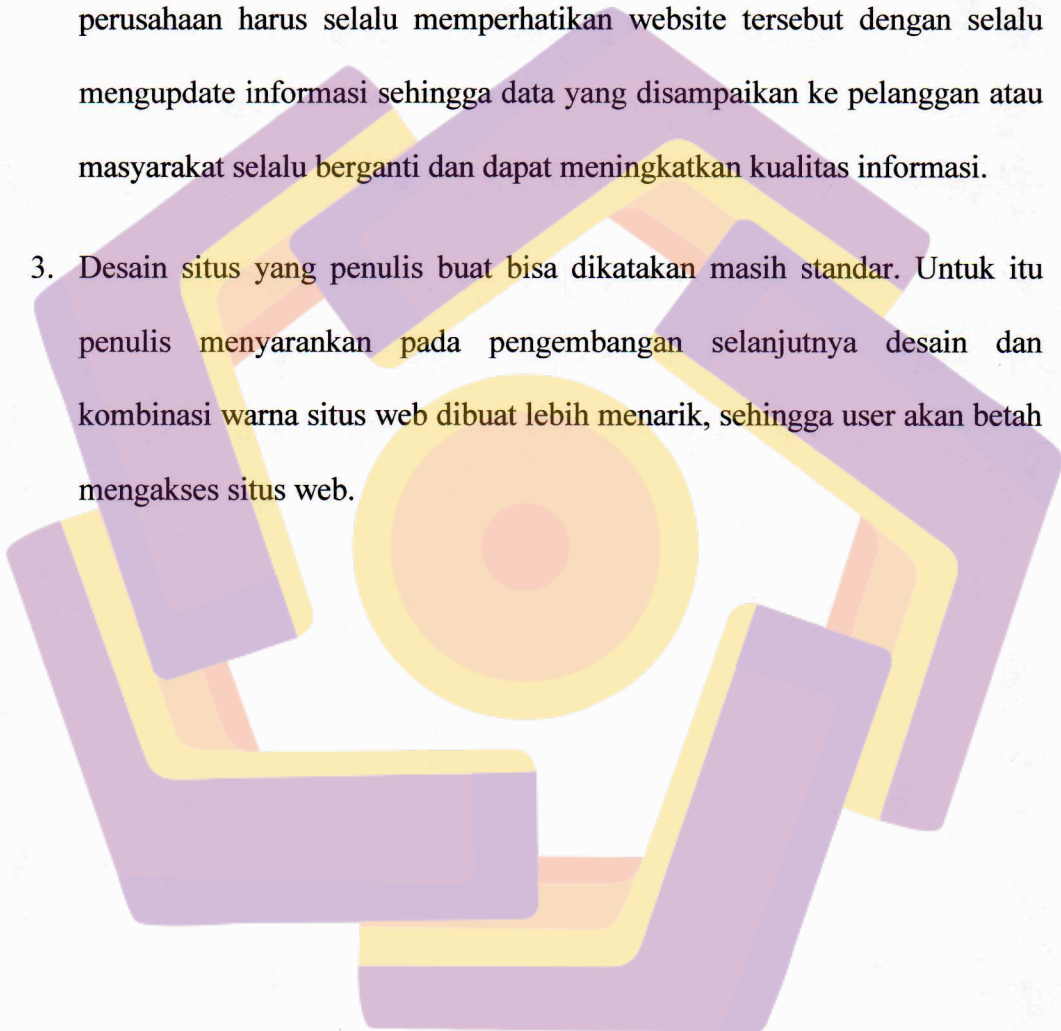 perusahaan harus selalu memperhatikan website tersebut dengan selalu
mengupdate informasi sehingga data yang disampaikan ke pelanggan atau
masyarakat selalu berganti dan dapat meningkatkan kualitas informasi.
3. Desain situs yang penulis buat bisa dikatakan masih standar. Untuk itu
penulis menyarankan pada pengembangan selanjutnya desain dan
kombinasi warna situs web dibuat lebih menarik, sehingga user akan betah
mengakses situs web.